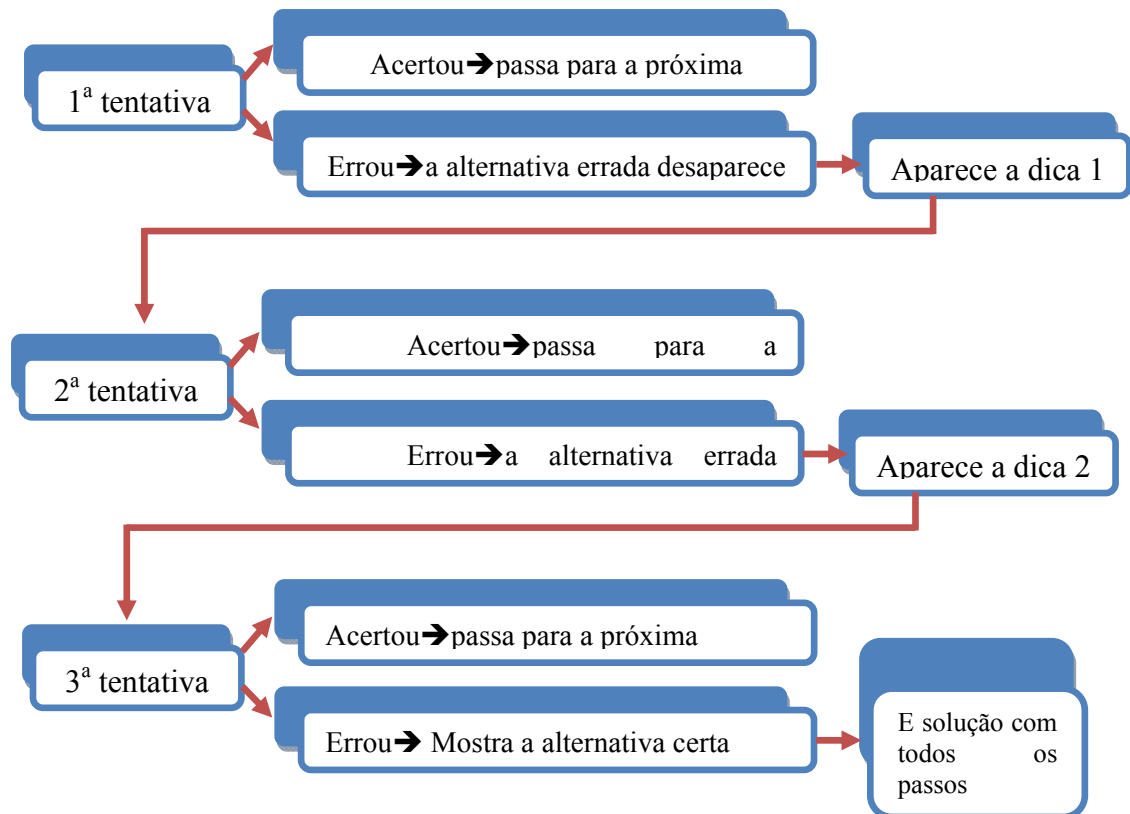 Acertou➔passa para a próxima
1ª tentativa
Errou➔a alternativa errada desaparece
Aparece a dica 1
Acertou➔passa para a
2ª tentativa
Errou➔a alternativa errada
Aparece a dica 2
Acertou➔passa para a próxima
3ª tentativa
Errou➔ Mostra a alternativa certa
E solução com
todos os
passos